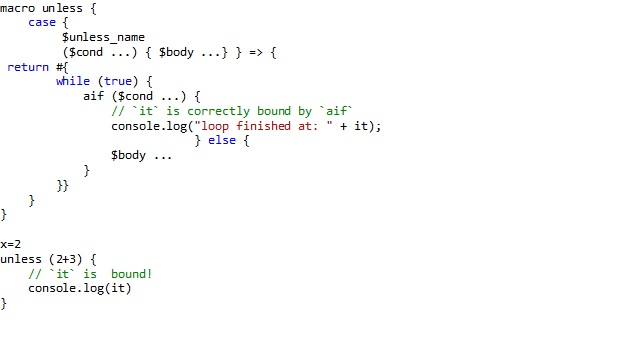 macro unless {
    case {
         $unless_name
         ($cond ...) { $body ...} } => {
 return #{
        while (true) {
            aif ($cond ...) {
                // `it` is correctly bound by `aif`
                console.log("loop finished at: " + it);
                            } else {
                $body ...
            }
        }}
    }
}

x=2
unless (2+3) {
    // `it` is  bound!
    console.log(it)
}